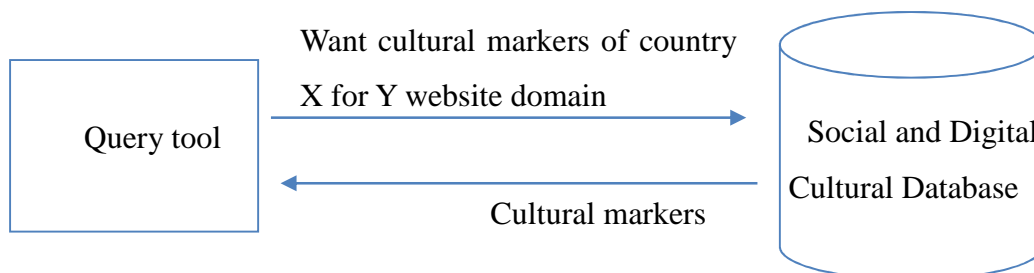 Want cultural markers of country
X for Y website domain
Query tool
Social and Digital
Cultural Database
Cultural markers